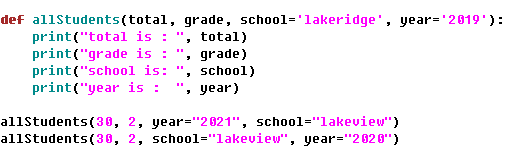 def allStudents(total, grade, school='lakeridge', year='2019'):
    print("total is : ", total)
    print("grade is : ", grade)
    print("school is: ", school)
    print("year is :  ", year)

allStudents(30, 2, year="2021", school="lakeview")
allStudents(30, 2, school="lakeview", year="2020")